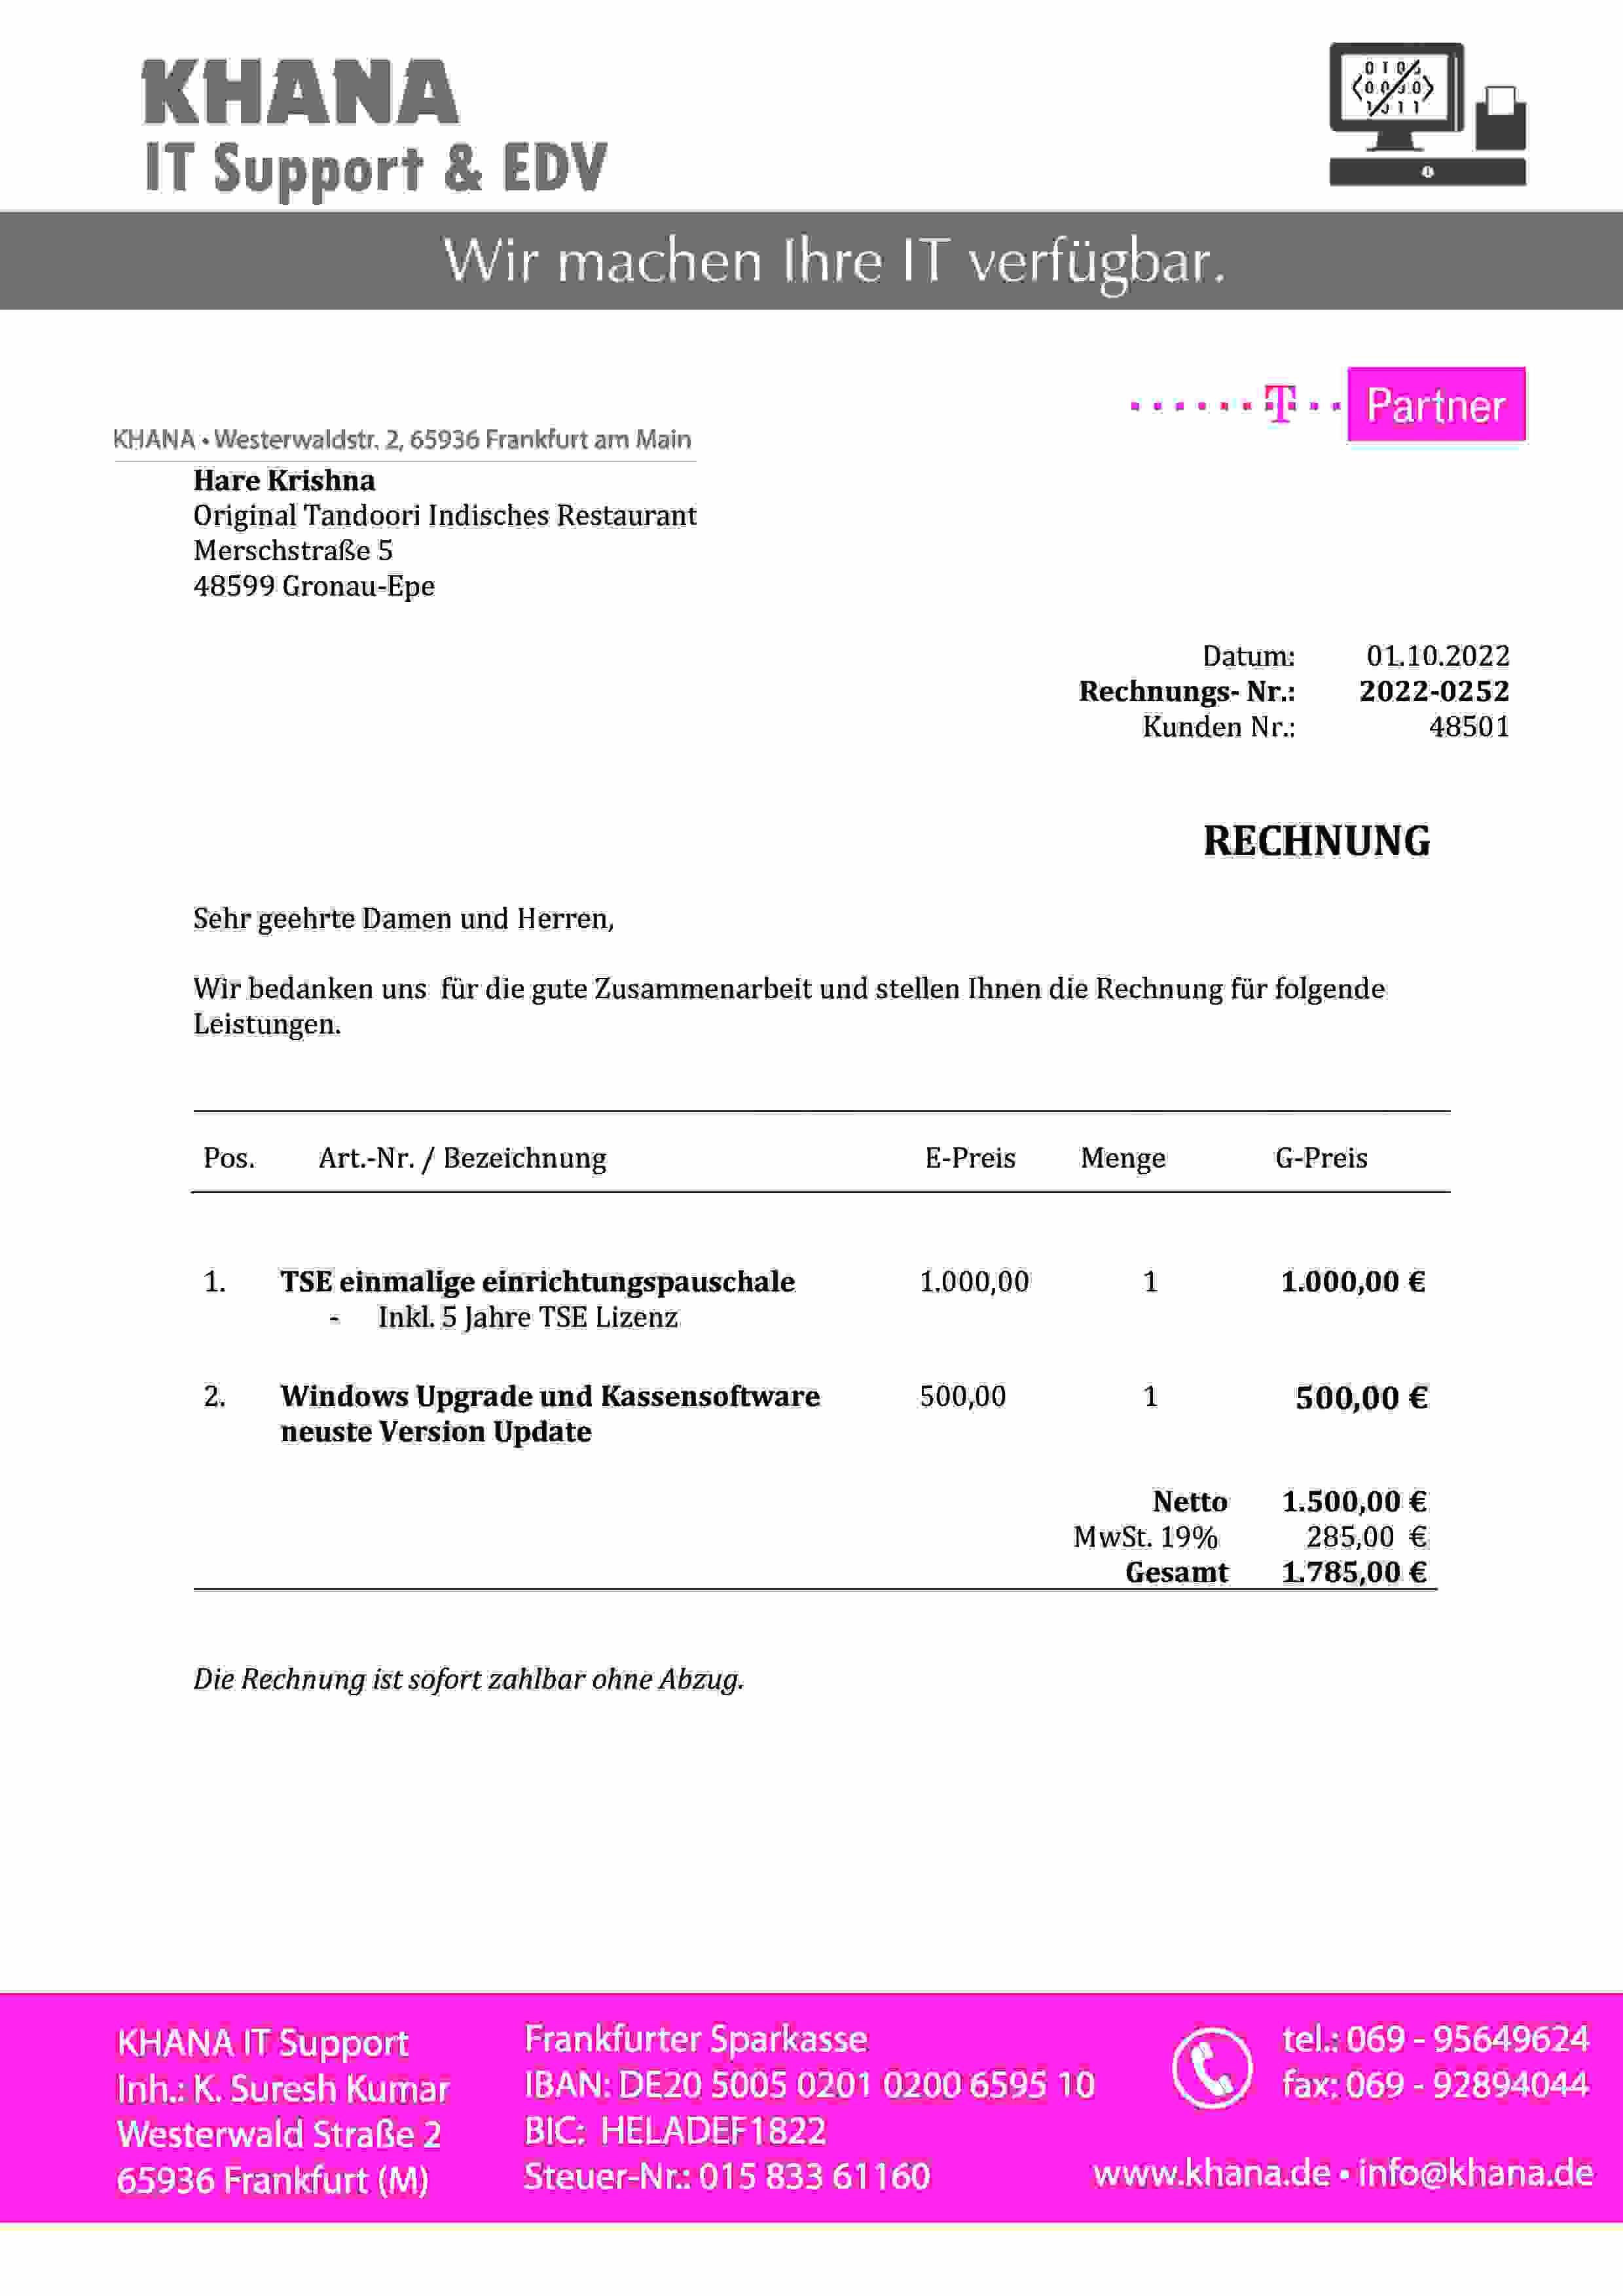 KHANA
IT Support & EDV
Wir machen Ihre IT verfügbar.
T Partner
KHANA • Westerwaldstr. 2, 65936 Frankfurt am Main
Hare Krishna
Original Tandoori Indisches Restaurant
Merschstraße 5
48599 Gronau-Epe
Datum: 01.10.2022
Rechnungs- Nr.: 2022-0252
Kunden Nr.: 48501
RECHNUNG
Sehr geehrte Damen und Herren,
Wir bedanken uns für die gute Zusammenarbeit und stellen Ihnen die Rechnung für folgende
Leistungen.
Pos. Art.-Nr. / Bezeichnung E-Preis Menge G-Preis
1. TSE einmalige einrichtungspauschale 1.000,00 1 1.000,00 €
- Inkl. 5 Jahre TSE Lizenz
2. Windows Upgrade und Kassensoftware 500,00 1 500,00 €
neuste Version Update
Netto 1.500,00 €
MwSt. 19% 285,00 €
Gesamt 1.785,00 €
Die Rechnung ist sofort zahlbar ohne Abzug.
KHANA IT Support
Inh.: K. Suresh Kumar
Westerwald Straße 2
65936 Frankfurt (M)
Frankfurter Sparkasse
IBAN: DE20 5005 0201 0200 6595 10
BIC: HELADEF1822
Steuer-Nr.: 015 833 61160
tel.: 069 - 95649624
fax: 069 - 92894044
www.khana.de • info@khana.de